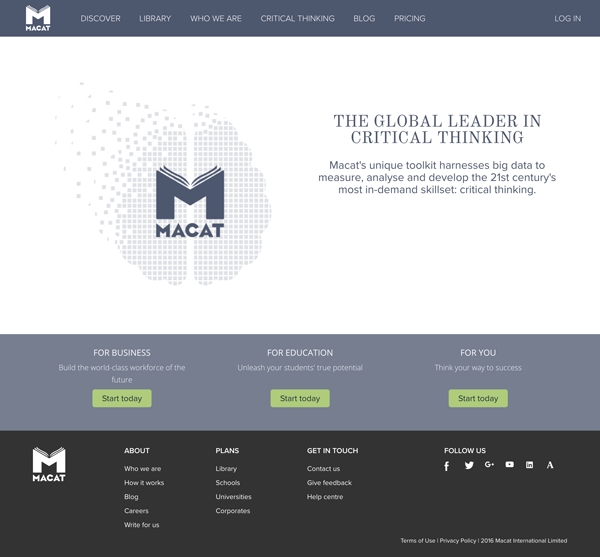 MACAT
DISCOVER LIBRARY WHO WE ARE CRITICAL THINKING BLOG PRICING LOG IN
THE GLOBAL LEADER IN
CRITICAL THINKING
Macat's unique toolkit harnesses big data to
measure, analyse and develop the 21st century's
most in-demand skillset: critical thinking.
MACAT
FOR BUSINESS
Build the world-class workforce of the
future
Start today
FOR EDUCATION
Unleash your students' true potential
Start today
FOR YOU
Think your way to success
Start today
MACAT
ABOUT
Who we are
How it works
Blog
Careers
Write for us
PLANS
Library
Schools
Universities
Corporates
GET IN TOUCH
Contact us
Give feedback
Help centre
FOLLOW US
Terms of Use | Privacy Policy | 2016 Macat International Limited